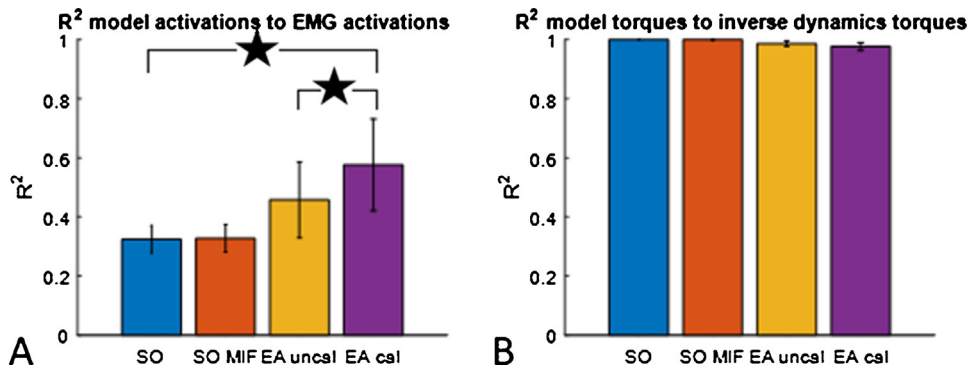 R² model activations to EMG activations
1
0.8
0.6
0.4
0.2
0
R²
SO SO MIF EA uncal EA cal
A
R² model torques to inverse dynamics torques
1
0.8
0.6
0.4
0.2
0
R²
SO SO MIF EA uncal EA cal
B